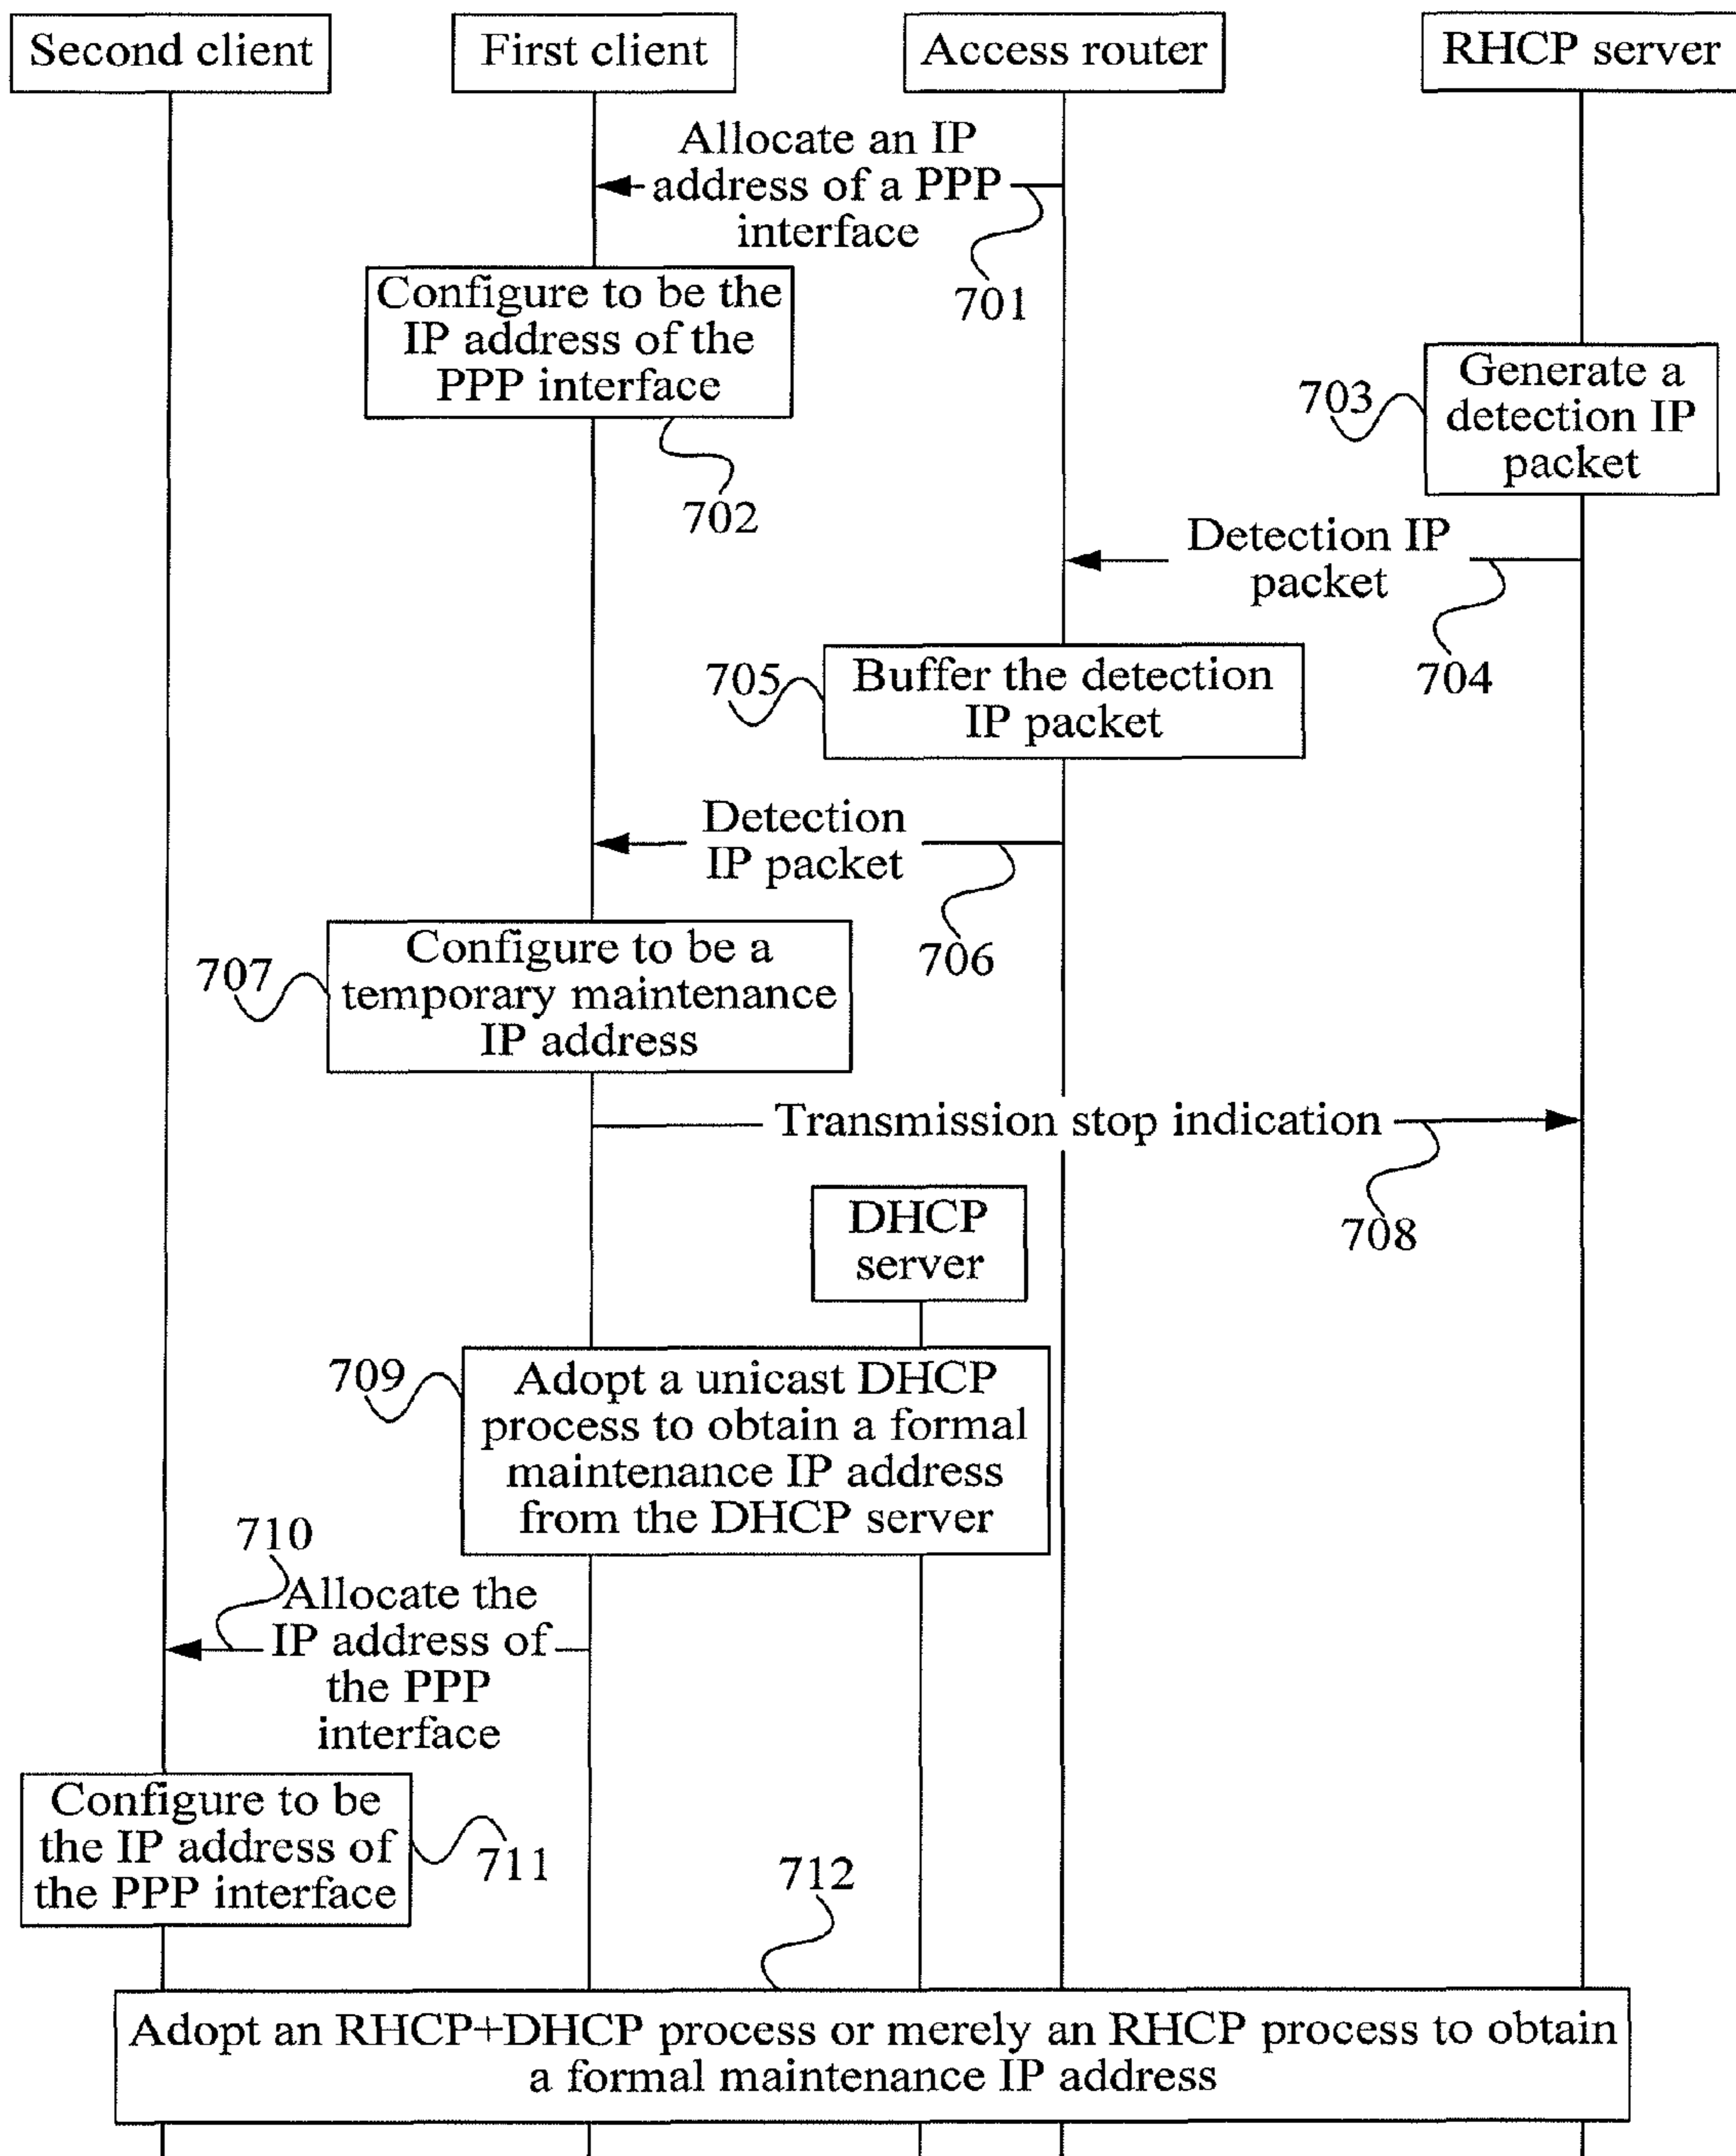 Second client
First client
Access router
RHCP server
Allocate an IP
address of a PPP
interface
701
Configure to be the
IP address of the
PPP interface
702
703
Generate a
detection IP
packet
Detection IP
packet
704
705
Buffer the detection
IP packet
Detection
IP packet
706
707
Configure to be a
temporary maintenance
IP address
Transmission stop indication
708
DHCP
server
709
Adopt a unicast DHCP
process to obtain a formal
maintenance IP address
from the DHCP server
710
Allocate the
IP address of
the PPP
interface
Configure to be
the IP address of
the PPP interface
711
712
Adopt an RHCP+DHCP process or merely an RHCP process to obtain
a formal maintenance IP address